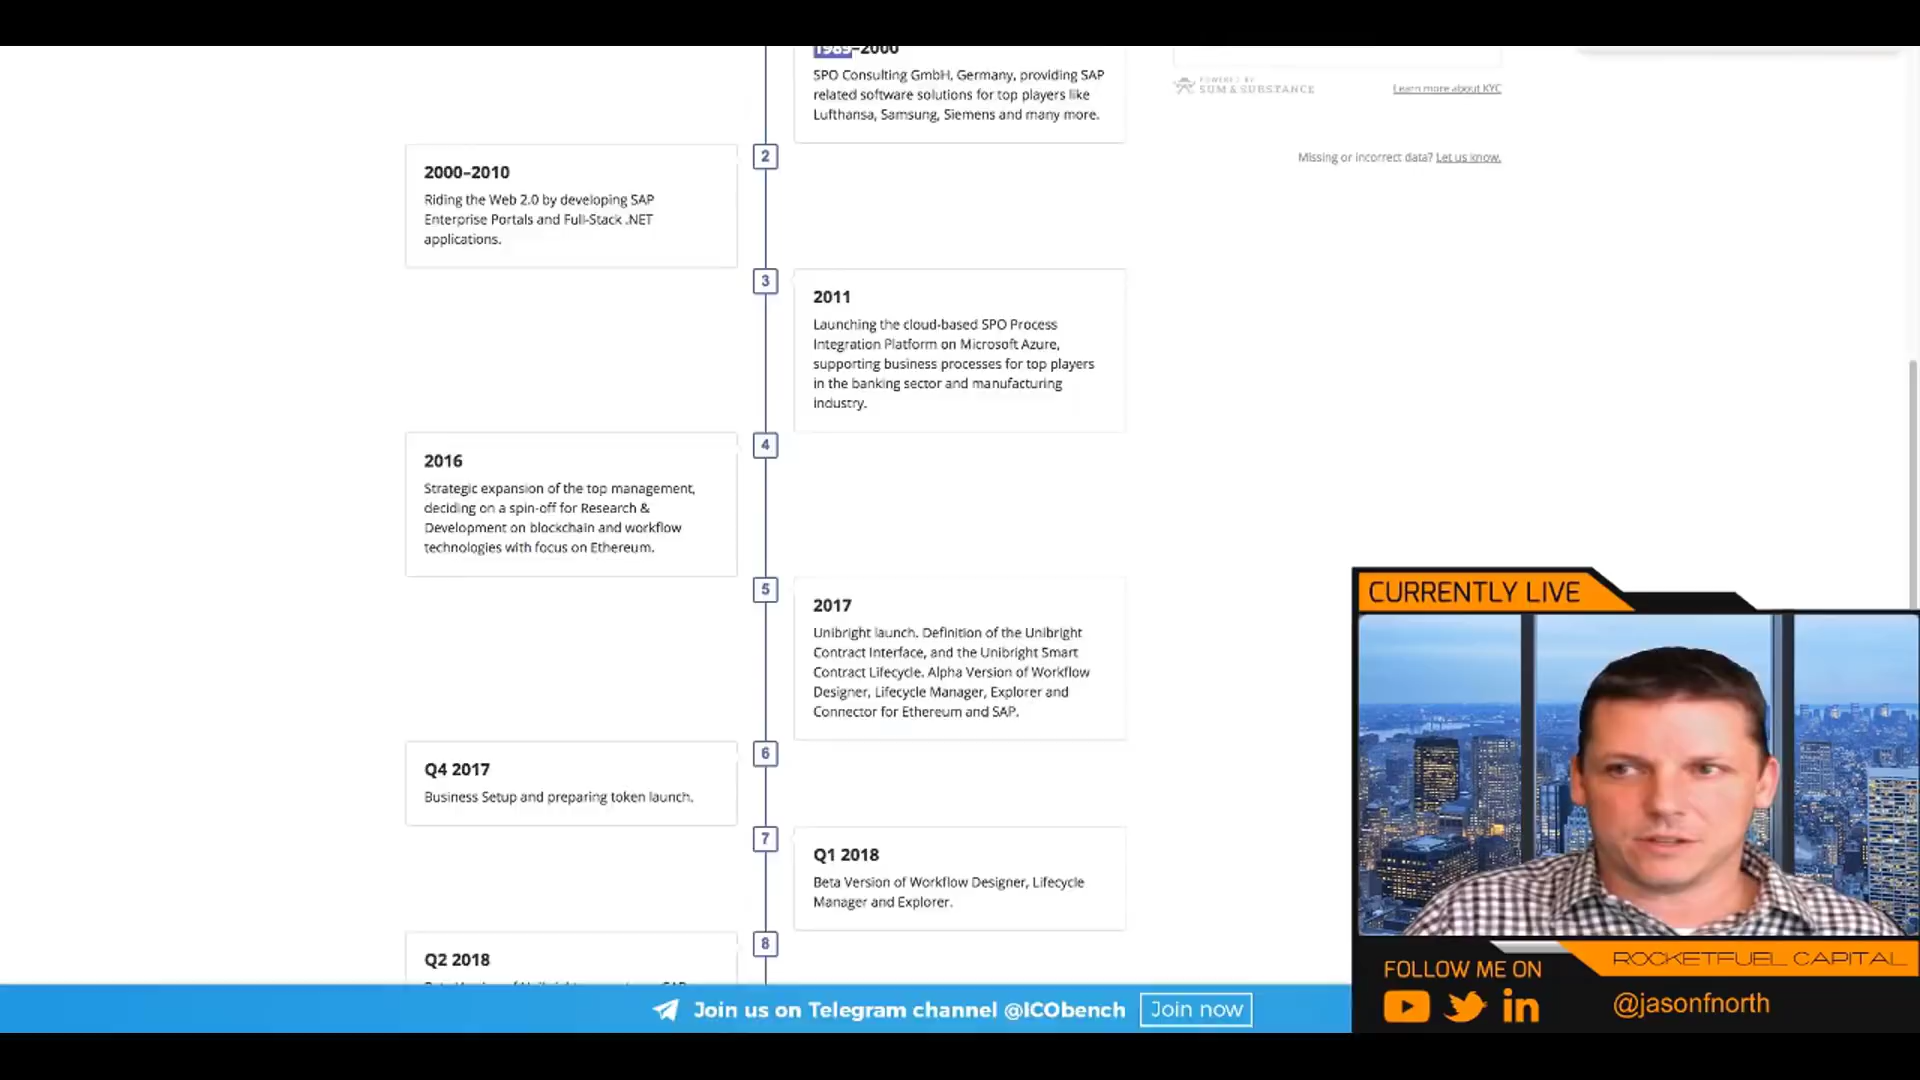 –2000
SPO Consulting GmbH, Germany, providing SAP
related software solutions for top players like
Lufthansa, Samsung, Siemens and many more.
POWERED BY
SUM&SUBSTANCE
Learn more about KYC
Missing or incorrect data? Let us know.
2
2000–2010
Riding the Web 2.0 by developing SAP
Enterprise Portals and Full-Stack .NET
applications.
3
2011
Launching the cloud-based SPO Process
Integration Platform on Microsoft Azure,
supporting business processes for top players
in the banking sector and manufacturing
industry.
4
2016
Strategic expansion of the top management,
deciding on a spin-off for Research &
Development on blockchain and workflow
technologies with focus on Ethereum.
5
2017
Unibright launch. Definition of the Unibright
Contract Interface, and the Unibright Smart
Contract Lifecycle. Alpha Version of Workflow
Designer, Lifecycle Manager, Explorer and
Connector for Ethereum and SAP.
6
Q4 2017
Business Setup and preparing token launch.
7
Q1 2018
Beta Version of Workflow Designer, Lifecycle
Manager and Explorer.
8
Q2 2018
Join us on Telegram channel @ICObench
Join now
CURRENTLY LIVE
ROCKETFUEL CAPITAL
FOLLOW ME ON
in
@jasonfnorth